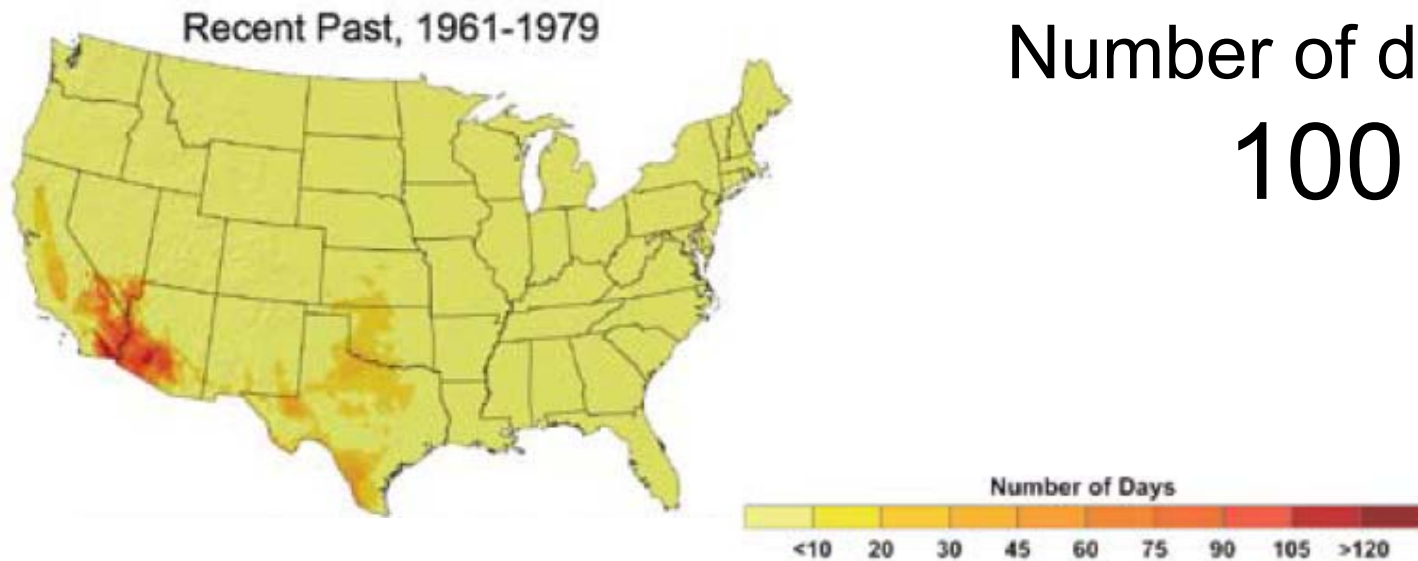 Recent Past, 1961-1979
Number of d
100
Number of Days
<10 20 30 45 60 75 90 105 >120